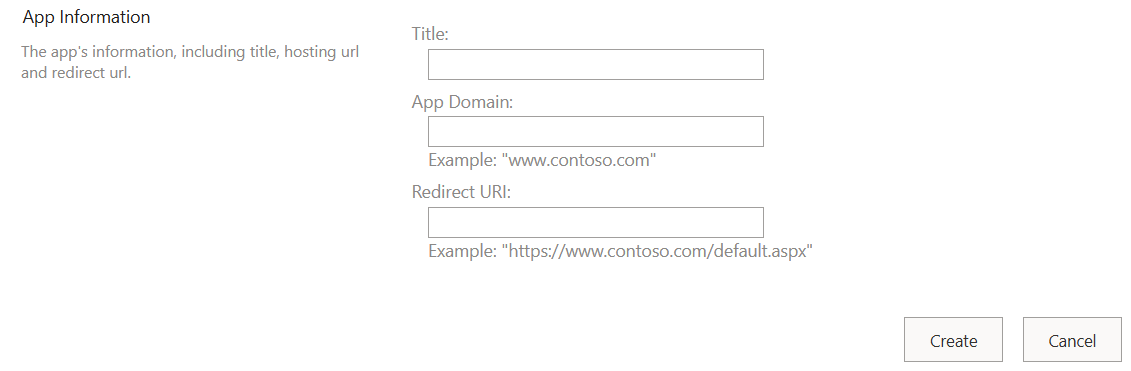 App Information
The app's information, including title, hosting url
and redirect url.
Title:
App Domain:
Example: "www.contoso.com"
Redirect URI:
Example: "https://www.contoso.com/default.aspx"
Create
Cancel